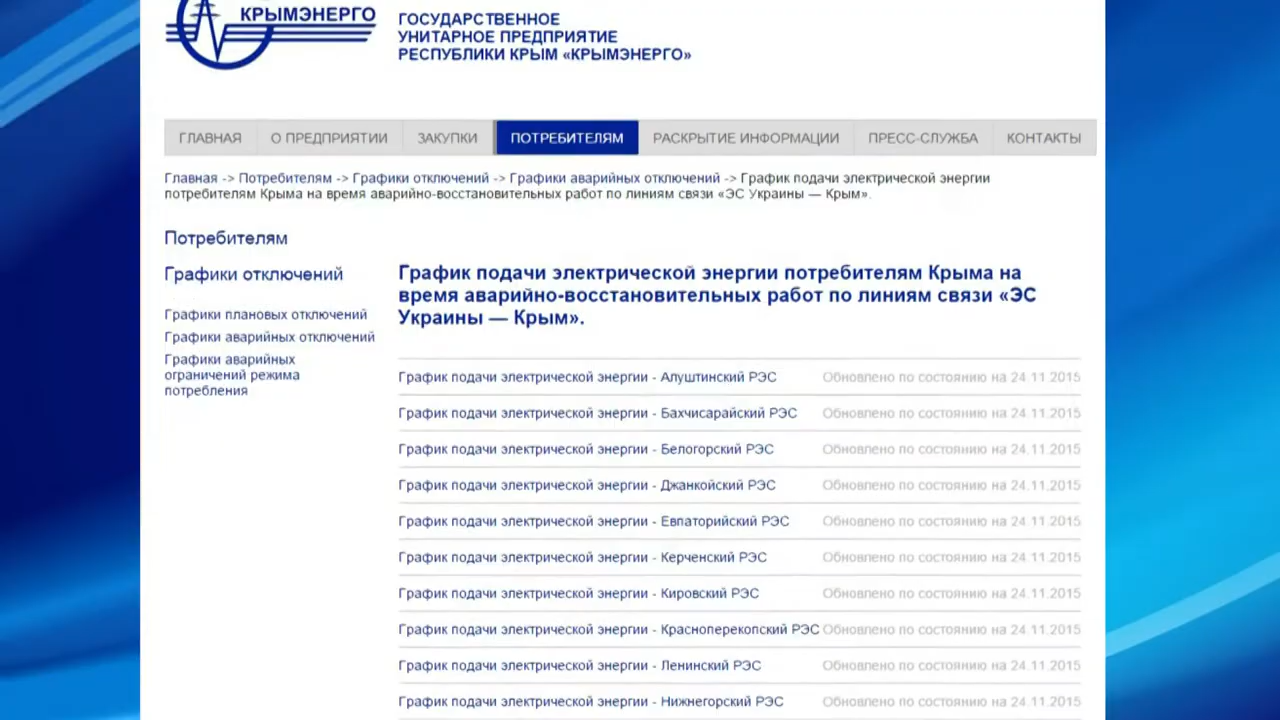 КРЫМЭНЕРГО
ГОСУДАРСТВЕННОЕ
УНИТАРНОЕ ПРЕДПРИЯТИЕ
РЕСПУБЛИКИ КРЫМ «КРЫМЭНЕРГО»
ГЛАВНАЯ О ПРЕДПРИЯТИИ ЗАКУПКИ ПОТРЕБИТЕЛЯМ РАСКРЫТИЕ ИНФОРМАЦИИ ПРЕСС-СЛУЖБА КОНТАКТЫ
Главная -> Потребителям -> Графики отключений -> Графики аварийных отключений -> График подачи электрической энергии
потребителям Крыма на время аварийно-восстановительных работ по линиям связи «ЭС Украины — Крым».
Потребителям
Графики отключений
Графики плановых отключений
Графики аварийных отключений
Графики аварийных
ограничений режима
потребления
График подачи электрической энергии потребителям Крыма на
время аварийно-восстановительных работ по линиям связи «ЭС
Украины — Крым».
График подачи электрической энергии - Алуштинский РЭС Обновлено по состоянию на 24.11.2015
График подачи электрической энергии - Бахчисарайский РЭС Обновлено по состоянию на 24.11.2015
График подачи электрической энергии - Белогорский РЭС Обновлено по состоянию на 24.11.2015
График подачи электрической энергии - Джанкойский РЭС Обновлено по состоянию на 24.11.2015
График подачи электрической энергии - Евпаторийский РЭС Обновлено по состоянию на 24.11.2015
График подачи электрической энергии - Керченский РЭС Обновлено по состоянию на 24.11.2015
График подачи электрической энергии - Кировский РЭС Обновлено по состоянию на 24.11.2015
График подачи электрической энергии - Красноперекопский РЭС Обновлено по состоянию на 24.11.2015
График подачи электрической энергии - Ленинский РЭС Обновлено по состоянию на 24.11.2015
График подачи электрической энергии - Нижнегорский РЭС Обновлено по состоянию на 24.11.2015